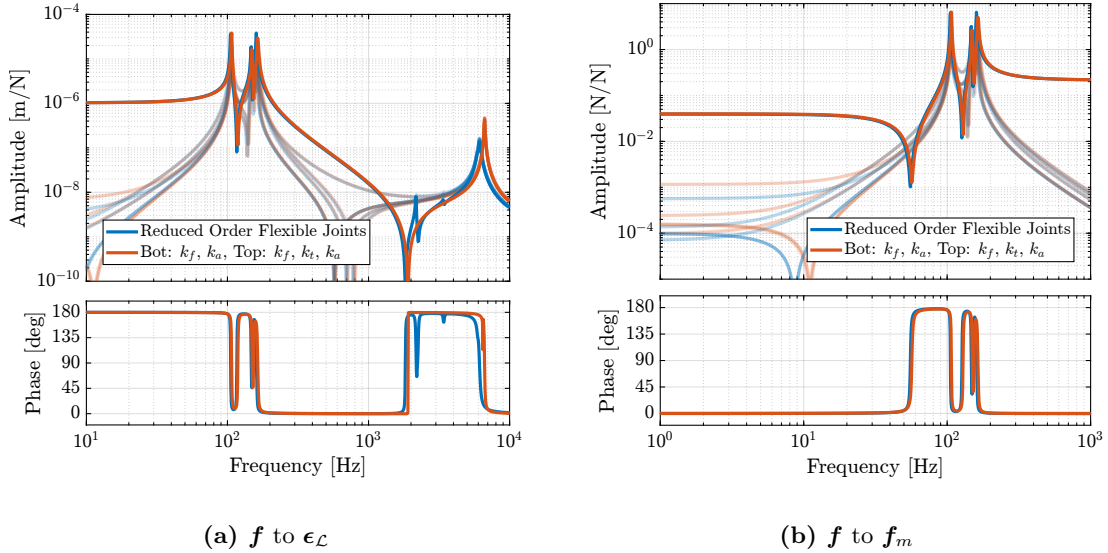 10^{-4}
10^{-6}
10^{-8}
10^{-10}
Amplitude [m/N]
Reduced Order Flexible Joints
Bot: k_f, k_a, Top: k_f, k_t, k_a
180
135
90
45
0
Phase [deg]
10^1 10^2 10^3 10^4
Frequency [Hz]
(a) f to ϵ_ℒ
10^0
10^{-2}
10^{-4}
Amplitude [N/N]
Reduced Order Flexible Joints
Bot: k_f, k_a, Top: k_f, k_t, k_a
180
135
90
45
0
Phase [deg]
10^0 10^1 10^2 10^3
Frequency [Hz]
(b) f to f_m